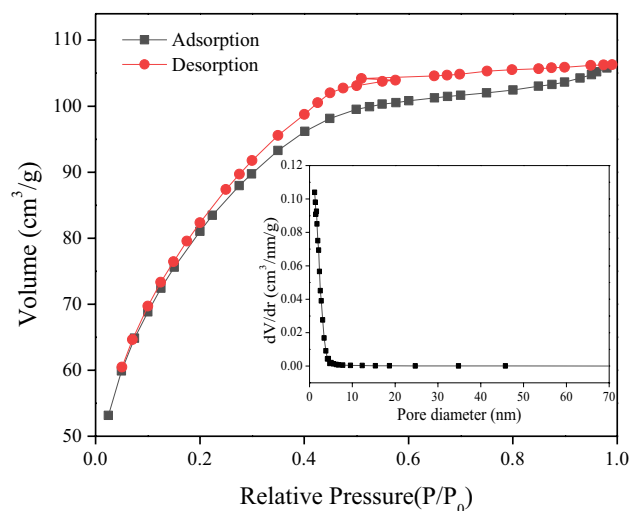 Adsorption
Desorption
Volume (cm³/g)
110
100
90
80
70
60
50
0.0 0.2 0.4 0.6 0.8 1.0
Relative Pressure(P/P₀)
dV/dr (cm³/nm/g)
0.12
0.10
0.08
0.06
0.04
0.02
0.00
0 10 20 30 40 50 60 70
Pore diameter (nm)